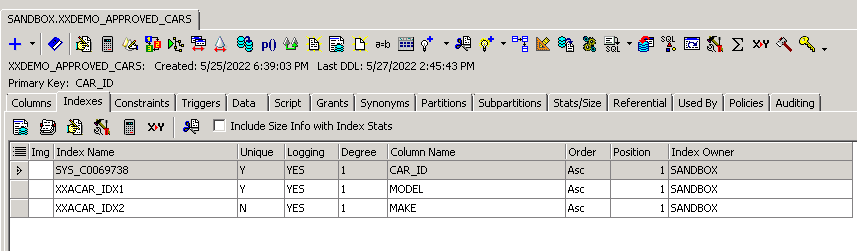 SANDBOX.XXDEMO_APPROVED_CARS
p() a=b SQL SQL Σ X•Y
XXDEMO_APPROVED_CARS: Created: 5/25/2022 6:39:03 PM Last DDL: 5/27/2022 2:45:43 PM
Primary Key: CAR_ID
Columns Indexes Constraints Triggers Data Script Grants Synonyms Partitions Subpartitions Stats/Size Referential Used By Policies Auditing
X•Y Include Size Info with Index Stats
Img Index Name Unique Logging Degree Column Name Order Position Index Owner
SYS_C0069738 Y YES 1 CAR_ID Asc 1 SANDBOX
XXACAR_IDX1 Y YES 1 MODEL Asc 1 SANDBOX
XXACAR_IDX2 N YES 1 MAKE Asc 1 SANDBOX